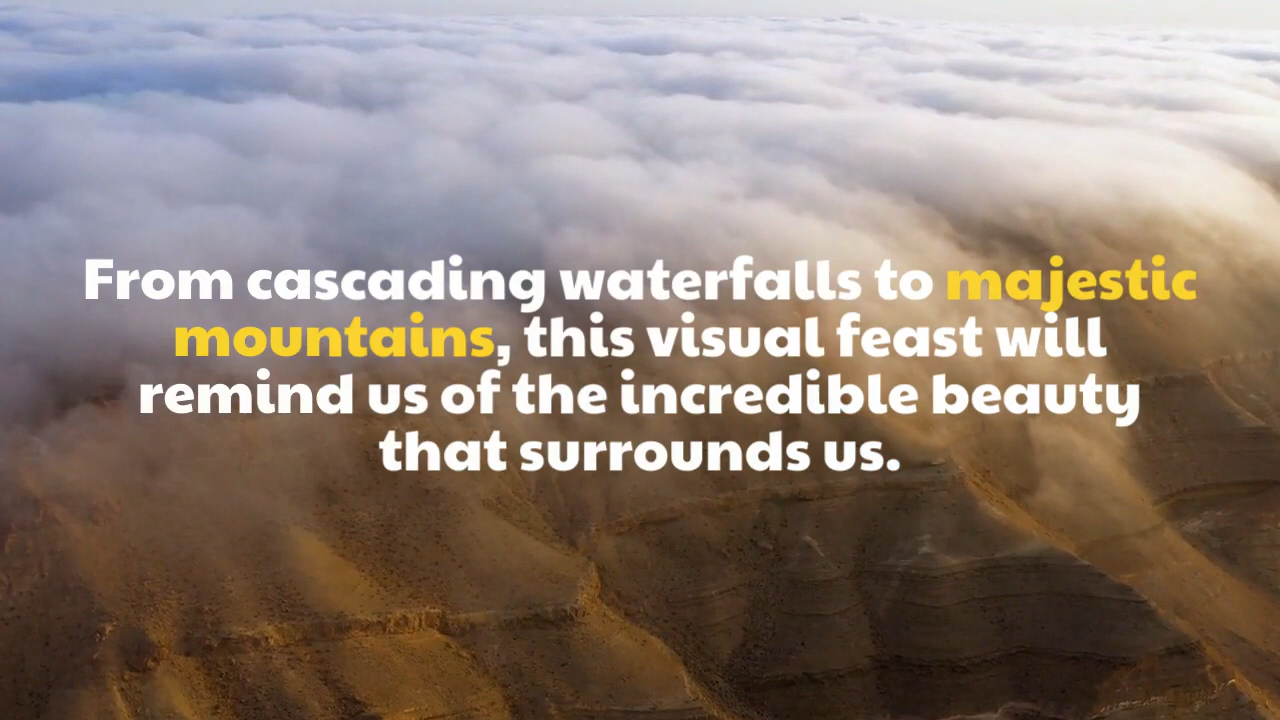 From cascading waterfalls to majestic
mountains, this visual feast will
remind us of the incredible beauty
that surrounds us.